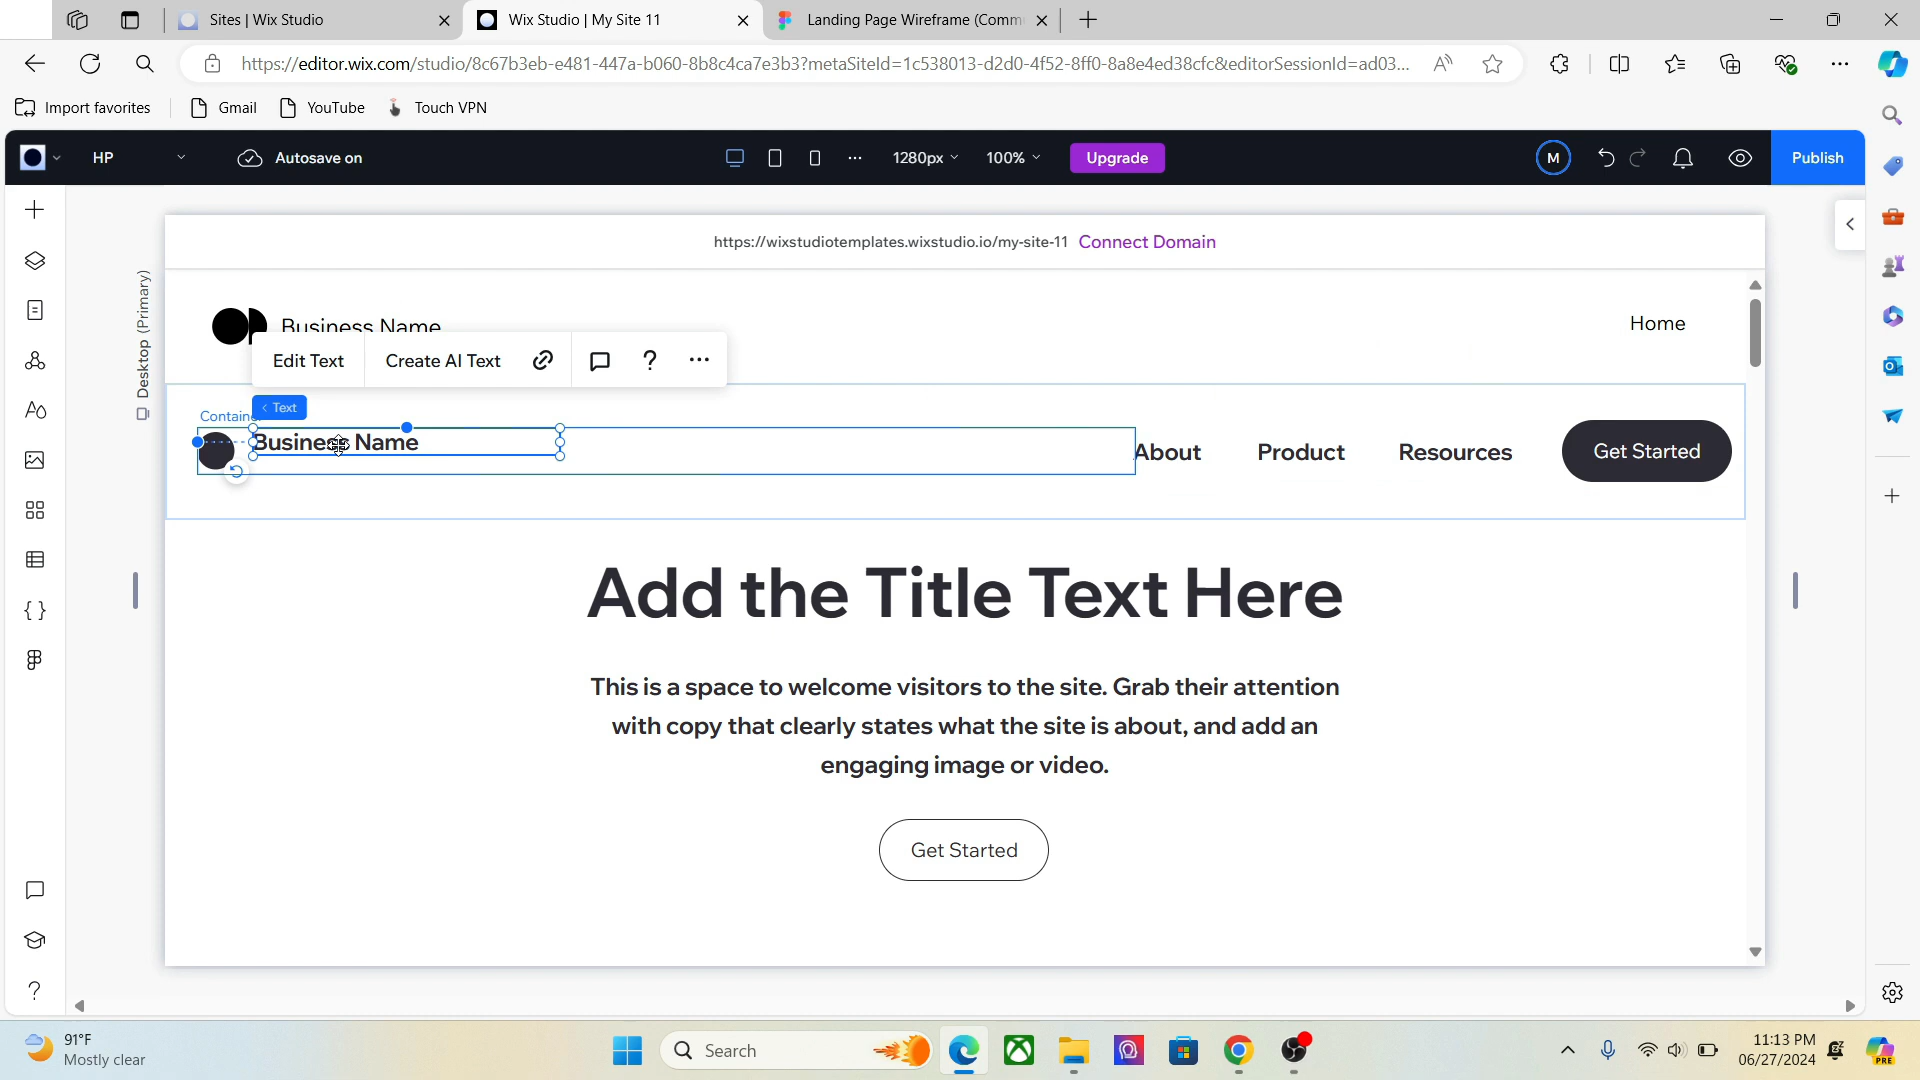 Sites | Wix Studio
Wix Studio | My Site 11
Landing Page Wireframe (Comm
https://editor.wix.com/studio/8c67b3eb-e481-447a-b060-8b8c4ca7e3b3?metaSiteId=1c538013-d2d0-4f52-8ff0-8a8e4ed38cfc&editorSessionId=ad03...
Import favorites
Gmail
YouTube
Touch VPN
HP
Autosave on
1280px
100%
Upgrade
M
Publish
https://wixstudiotemplates.wixstudio.io/my-site-11 Connect Domain
Desktop (Primary)
Business Name
Home
Edit Text
Create AI Text
Text
Business Name
About
Product
Resources
Get Started
Add the Title Text Here
This is a space to welcome visitors to the site. Grab their attention
with copy that clearly states what the site is about, and add an
engaging image or video.
Get Started
91°F
Mostly clear
Search
11:13 PM
06/27/2024
PRE